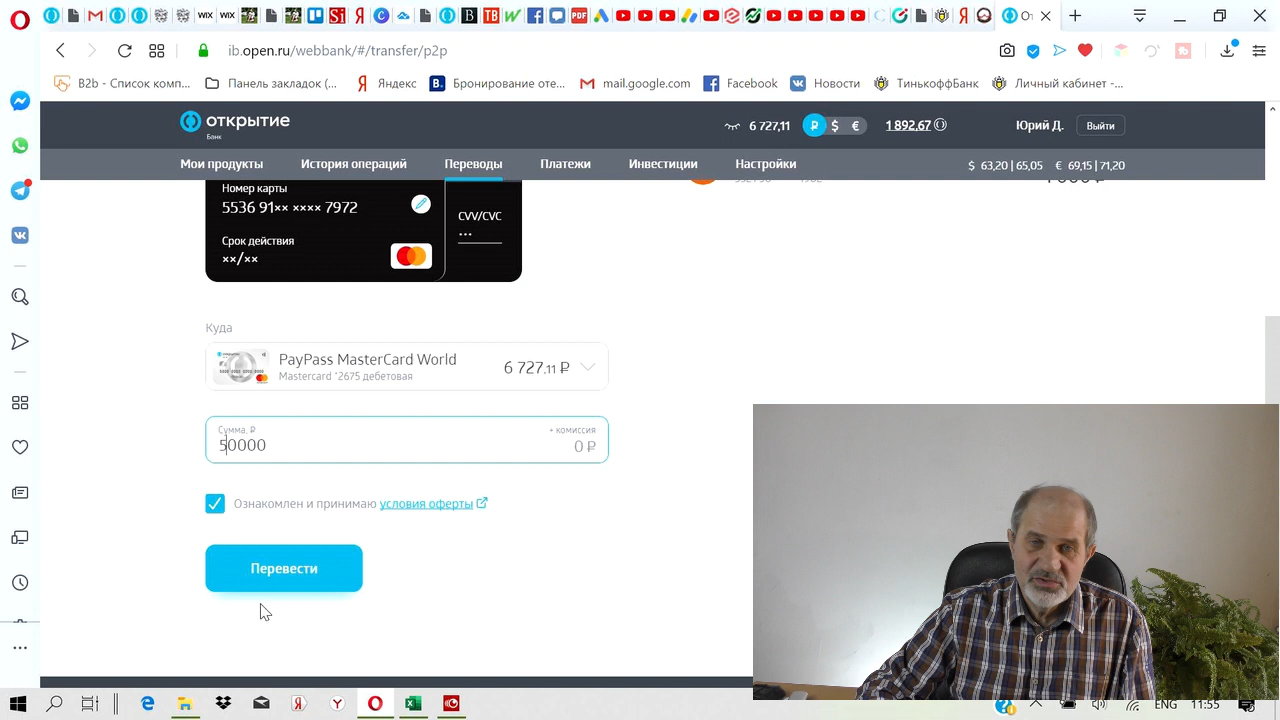 ib.open.ru/webbank/#/transfer/p2p
B2b - Список комп...
Панель закладок (...
Яндекс
Бронирование оте...
mail.google.com
Facebook
Новости
ТинькоффБанк
Личный кабинет -...
открытие
Банк
6 727,11
₽ $ €
1 892,67
Юрий Д.
Выйти
Мои продукты
История операций
Переводы
Платежи
Инвестиции
Настройки
$ 63,20 | 65,05 € 69,15 | 71,20
Номер карты
5536 91×× ×××× 7972
CVV/CVC
Срок действия
××/××
Куда
PayPass MasterCard World
Mastercard *2675 дебетовая
6 727,11 ₽
Сумма, ₽
50000
+ комиссия
0 ₽
Ознакомлен и принимаю условия оферты
Перевести
ENG 11:55